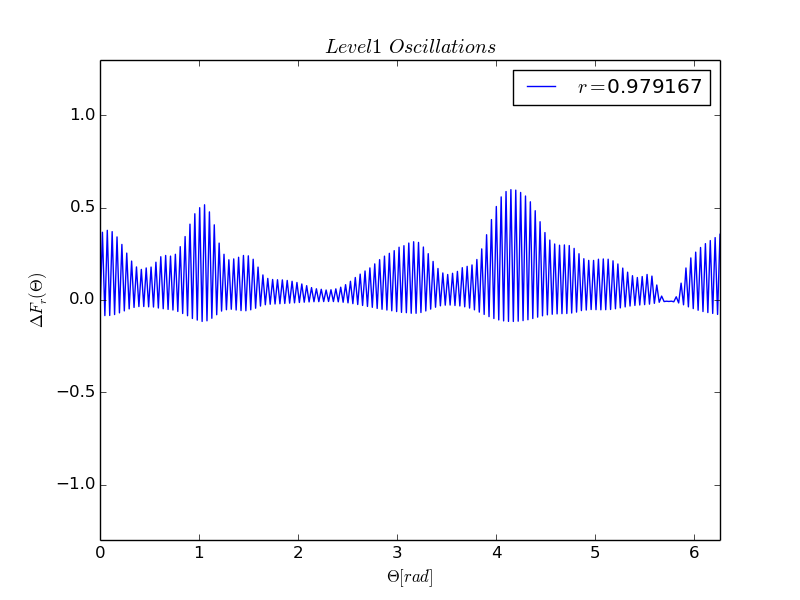 Level1 Oscillations
r=0.979167
1.0
0.5
0.0
−0.5
−1.0
ΔF_r(Θ)
0 1 2 3 4 5 6
Θ[rad]